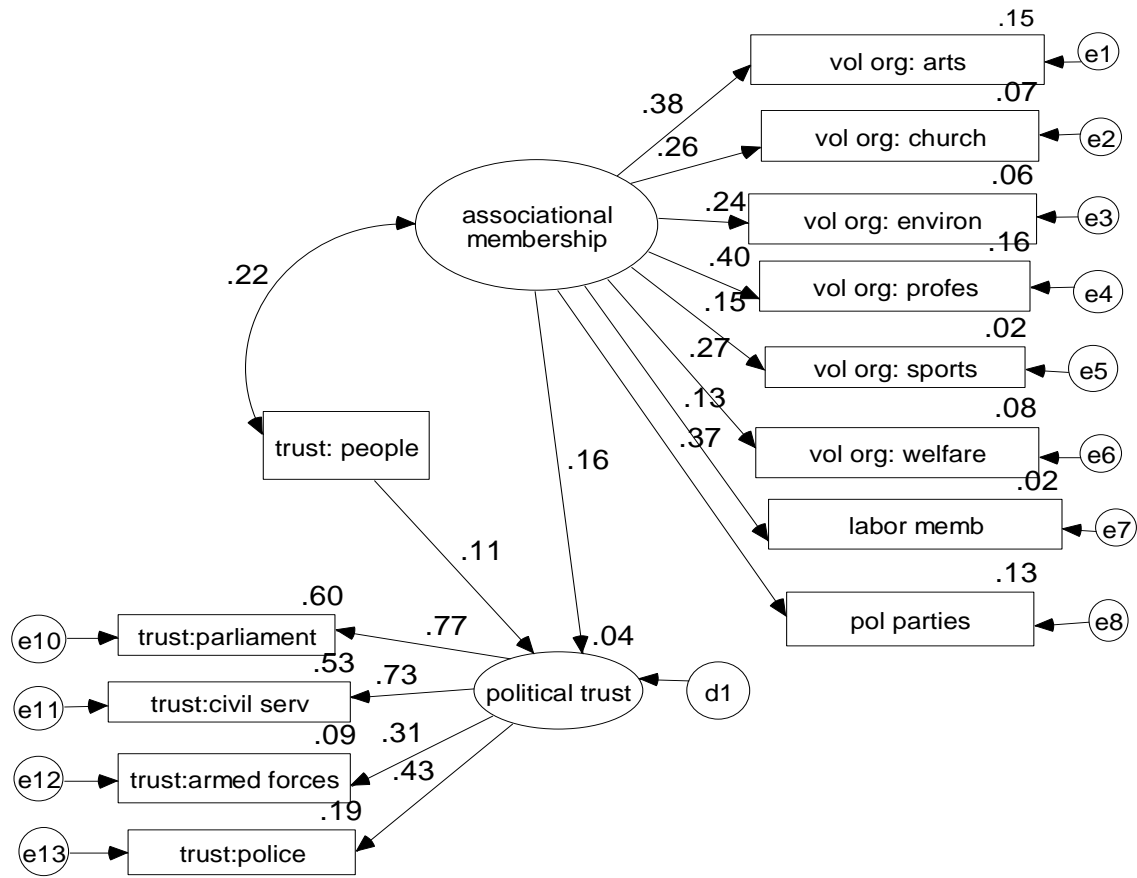 .15
vol org: arts
e1
.38
.07
vol org: church
e2
.26
.06
associational
membership
.24
vol org: environ
e3
.16
.40
vol org: profes
e4
.22
.15
.02
.27
vol org: sports
e5
.13
.08
.37
vol org: welfare
e6
trust: people
.16
.02
labor memb
e7
.11
.13
pol parties
e8
.60
e10
trust:parliament
.77
.04
.53
e11
trust:civil serv
.73
political trust
d1
.09
.31
e12
trust:armed forces
.43
.19
e13
trust:police